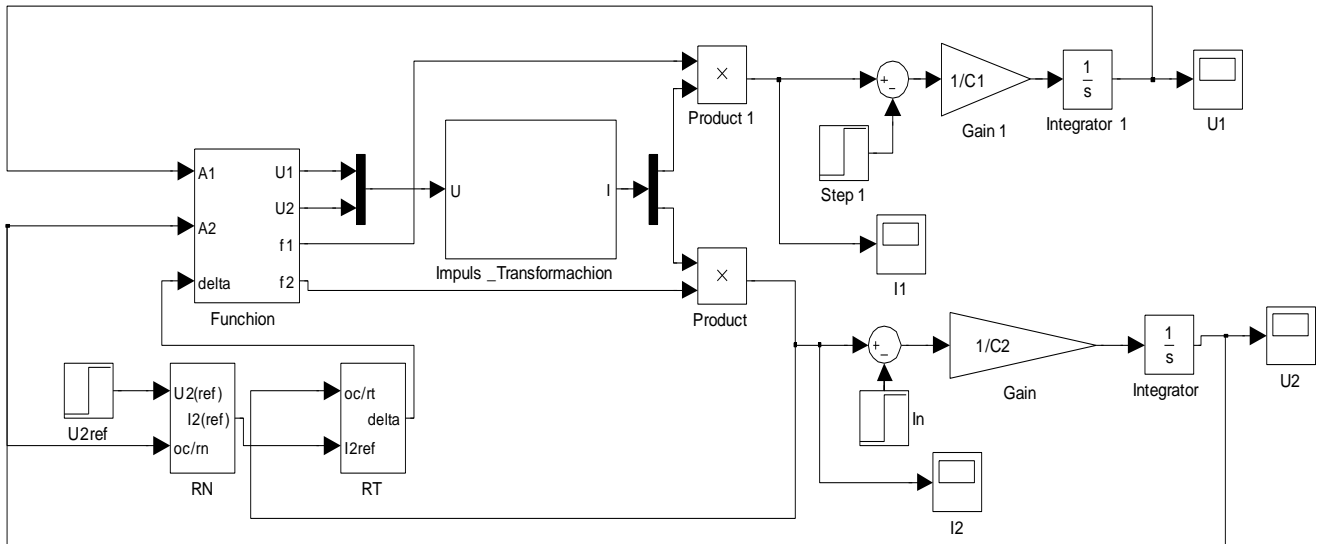 ×
Product 1
+
−
1/C1
Gain 1
1
s
Integrator 1
U1
Step 1
A1
A2
delta
U1
U2
f1
f2
Funchion
U
I
Impuls _Transformachion
×
Product
I1
+
−
In
1/C2
Gain
1
s
Integrator
U2
U2ref
U2(ref)
I2(ref)
oc/rn
RN
oc/rt
delta
I2ref
RT
I2